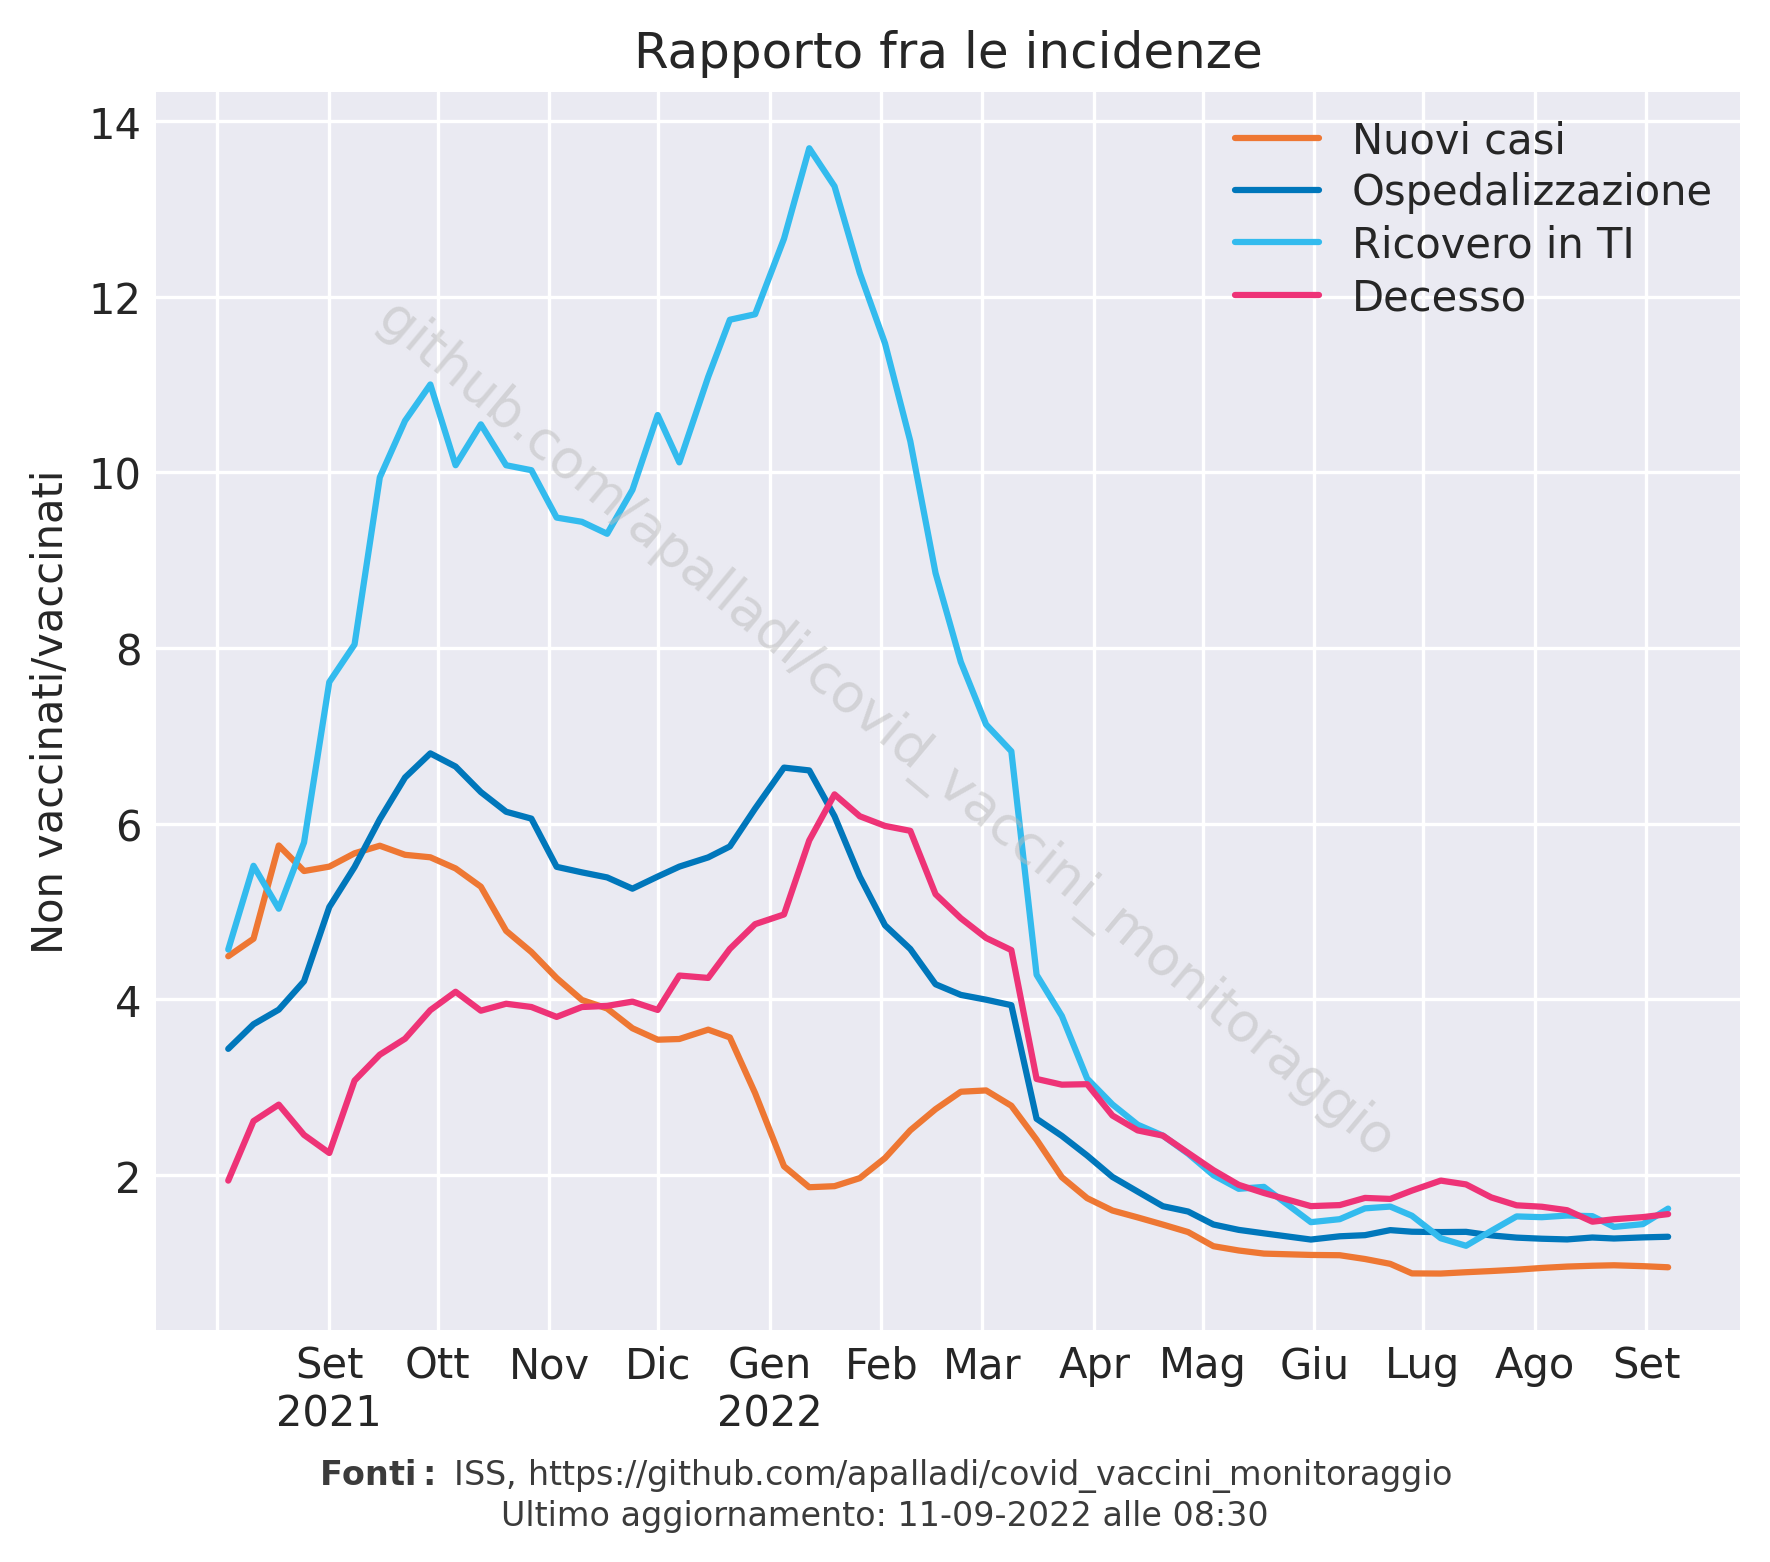 Rapporto fra le incidenze
Non vaccinati/vaccinati
14
12
10
8
6
4
2
Nuovi casi
Ospedalizzazione
Ricovero in TI
Decesso
github.com/apalladi/covid_vaccini_monitoraggio
Set Ott Nov Dic Gen Feb Mar Apr Mag Giu Lug Ago Set
2021 2022
Fonti: ISS, https://github.com/apalladi/covid_vaccini_monitoraggio
Ultimo aggiornamento: 11-09-2022 alle 08:30